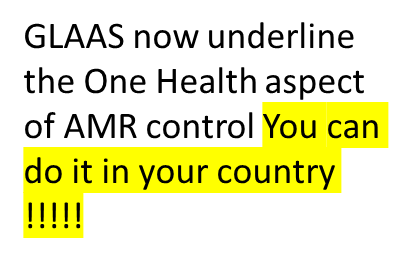 GLAAS now underline
the One Health aspect
of AMR control You can
do it in your country
!!!!!